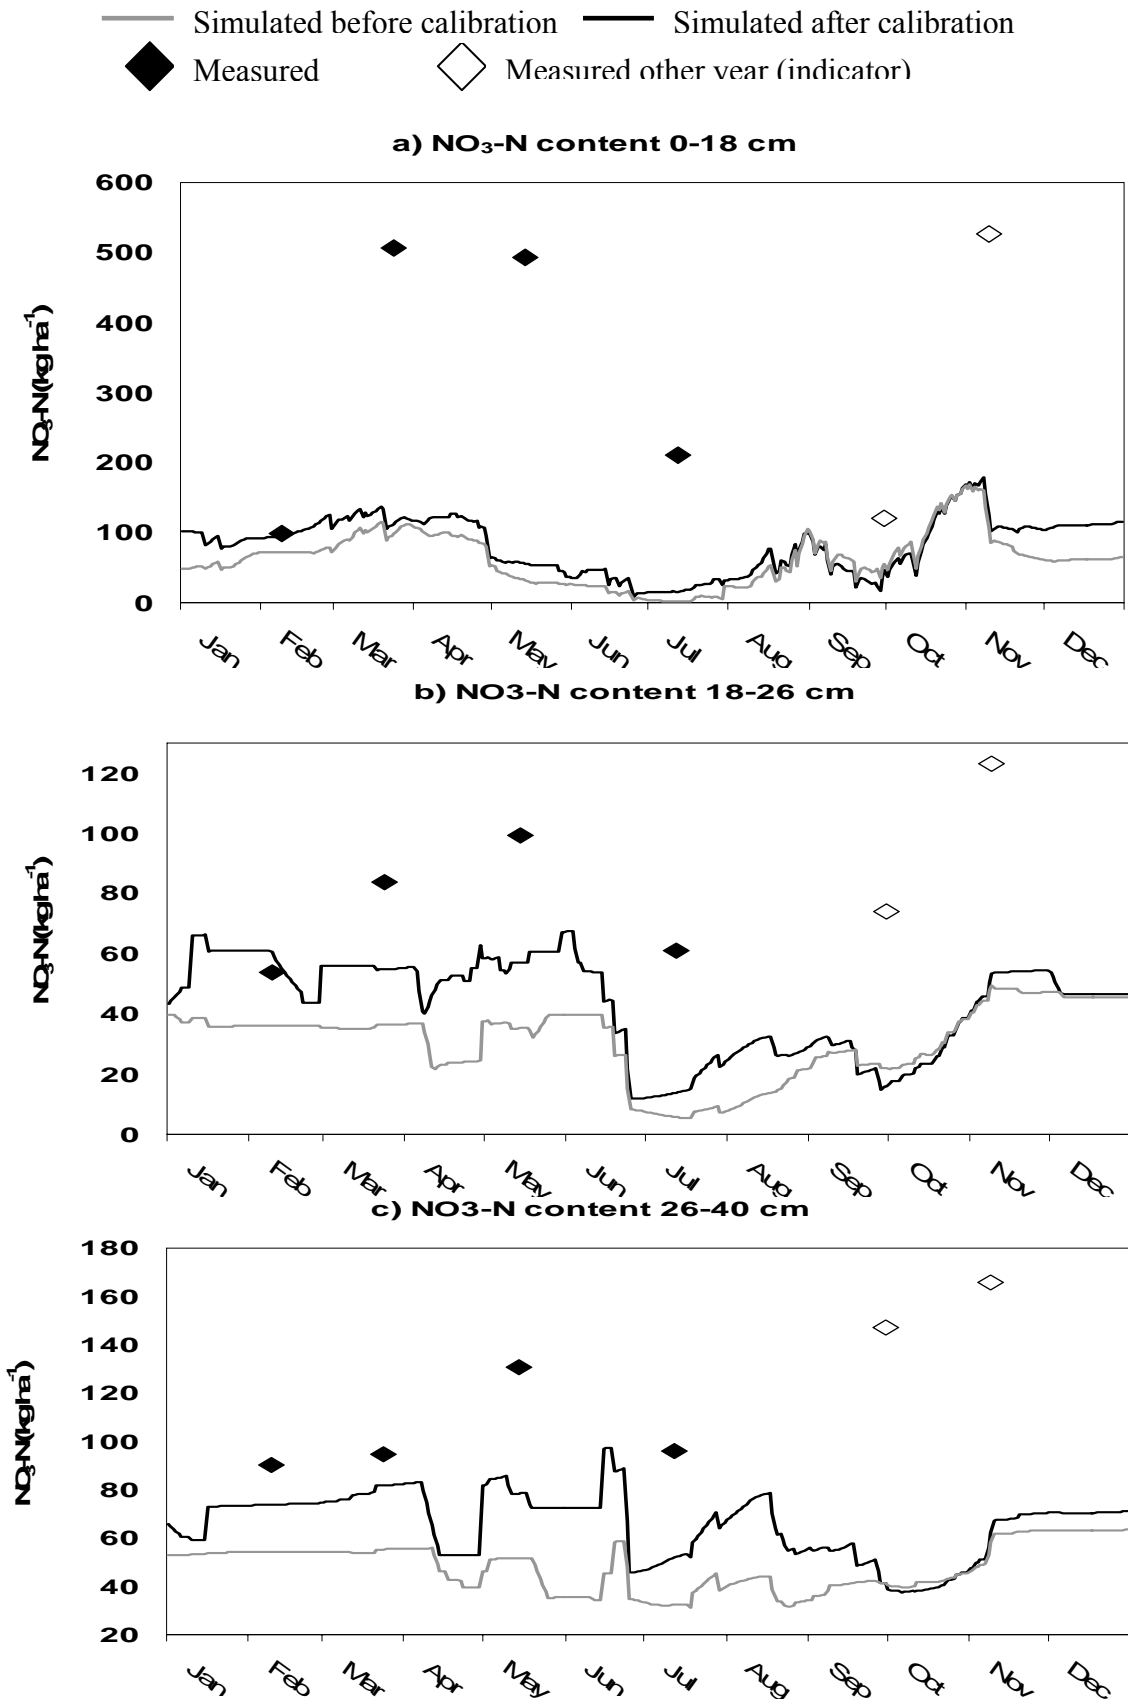 Simulated before calibration Simulated after calibration
Measured Measured other year (indicator)
a) NO₃-N content 0-18 cm
600
500
400
300
200
100
0
NO₃-N (kg ha⁻¹)
Jan Feb Mar Apr May Jun Jul Aug Sep Oct Nov Dec
b) NO3-N content 18-26 cm
120
100
80
60
40
20
0
NO₃-N (kg ha⁻¹)
Jan Feb Mar Apr May Jun Jul Aug Sep Oct Nov Dec
c) NO3-N content 26-40 cm
180
160
140
120
100
80
60
40
20
NO₃-N (kg ha⁻¹)
Jan Feb Mar Apr May Jun Jul Aug Sep Oct Nov Dec